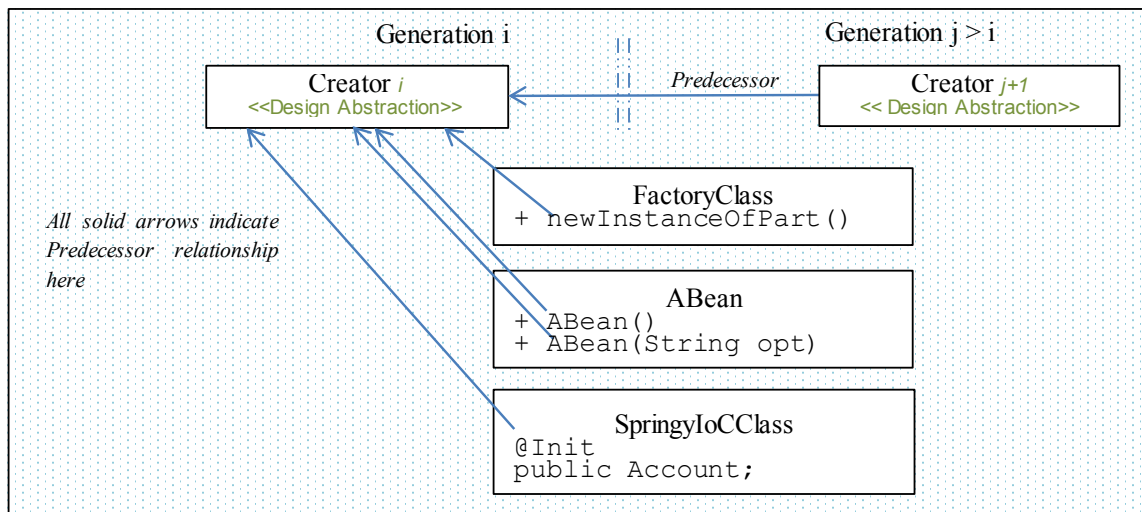 Generation i
Generation j > i
Creator i
<<Design Abstraction>>
Predecessor
Creator j+1
<< Design Abstraction>>
FactoryClass
+ newInstanceOfPart()
All solid arrows indicate
Predecessor relationship
here
ABean
+ ABean()
+ ABean(String opt)
SpringyIoCClass
@Init
public Account;